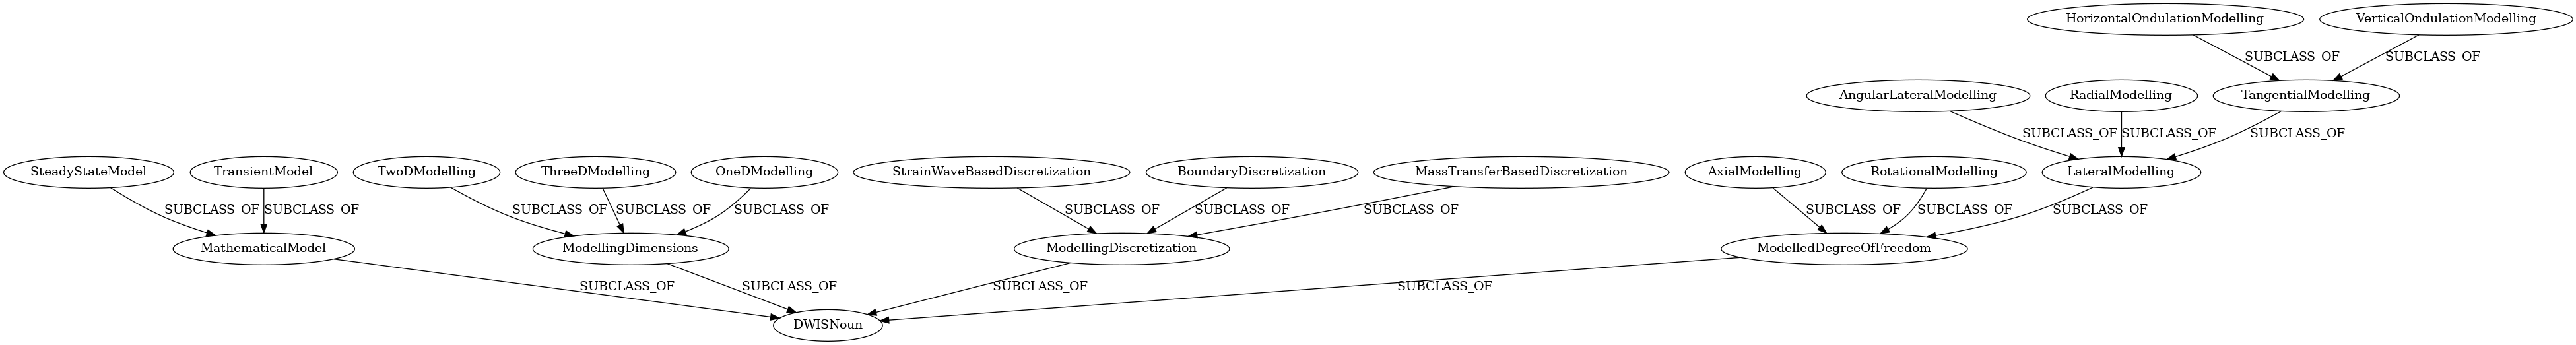 HorizontalOndulationModelling VerticalOndulationModelling
SUBCLASS_OF SUBCLASS_OF
AngularLateralModelling RadialModelling TangentialModelling
SUBCLASS_OF SUBCLASS_OF SUBCLASS_OF
SteadyStateModel TransientModel TwoDModelling ThreeDModelling OneDModelling StrainWaveBasedDiscretization BoundaryDiscretization MassTransferBasedDiscretization AxialModelling RotationalModelling LateralModelling
SUBCLASS_OF SUBCLASS_OF SUBCLASS_OF SUBCLASS_OF SUBCLASS_OF SUBCLASS_OF SUBCLASS_OF SUBCLASS_OF SUBCLASS_OF SUBCLASS_OF SUBCLASS_OF
MathematicalModel ModellingDimensions ModellingDiscretization ModelledDegreeOfFreedom
SUBCLASS_OF SUBCLASS_OF SUBCLASS_OF SUBCLASS_OF
DWISNoun